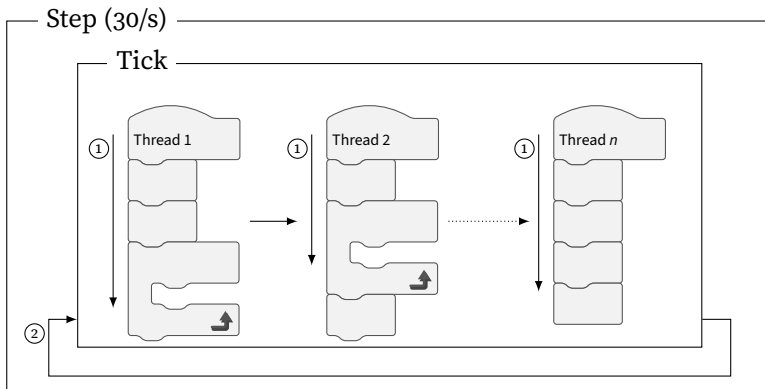 Step (30/s)
Tick
① Thread 1
① Thread 2
① Thread n
②